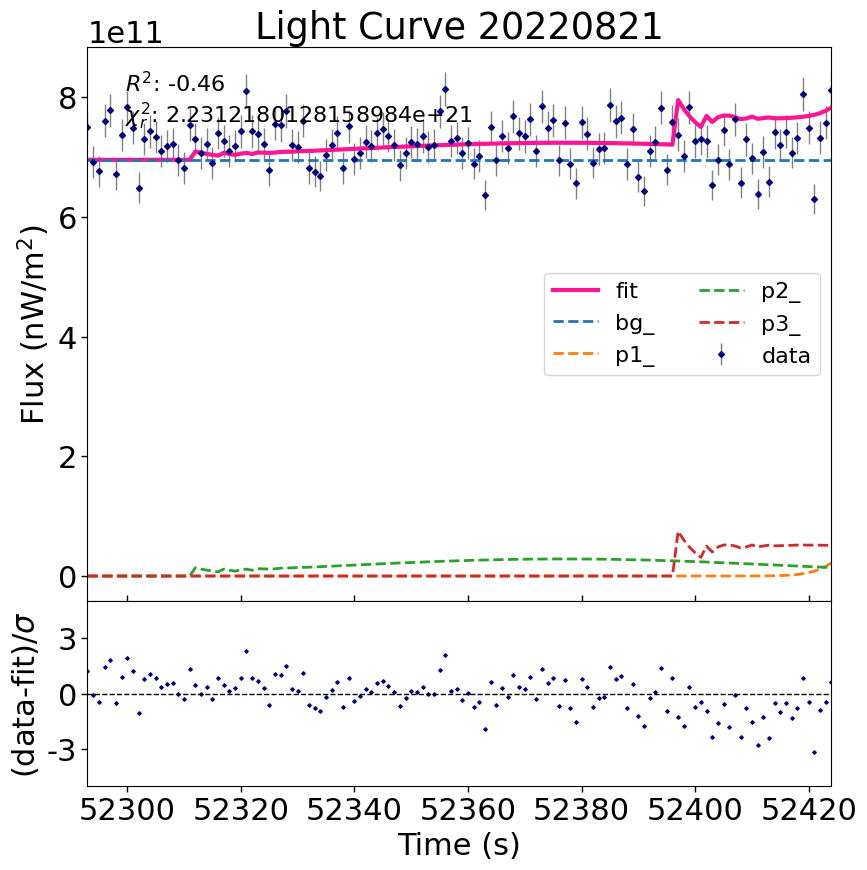 Light Curve 20220821
1e11
R²: -0.46
χᵣ²: 2.2312180128158984e+21
8
6
4
2
0
Flux (nW/m²)
fit
bg_
p1_
p2_
p3_
data
3
0
-3
(data-fit)/σ
52300 52320 52340 52360 52380 52400 52420
Time (s)